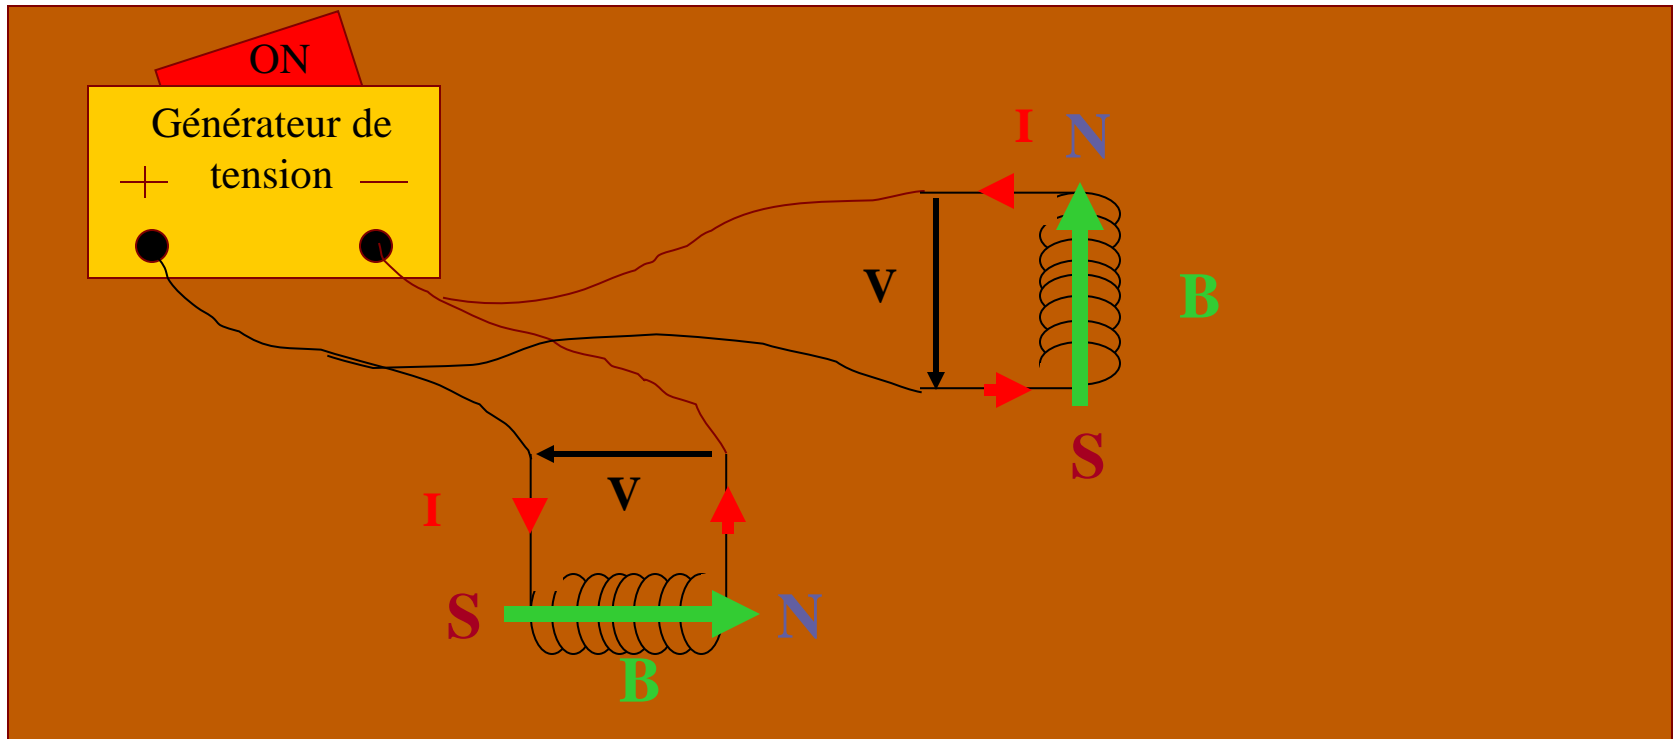 ON
Générateur de
tension
+ −
I N
V
B
S
V
I
S N
B